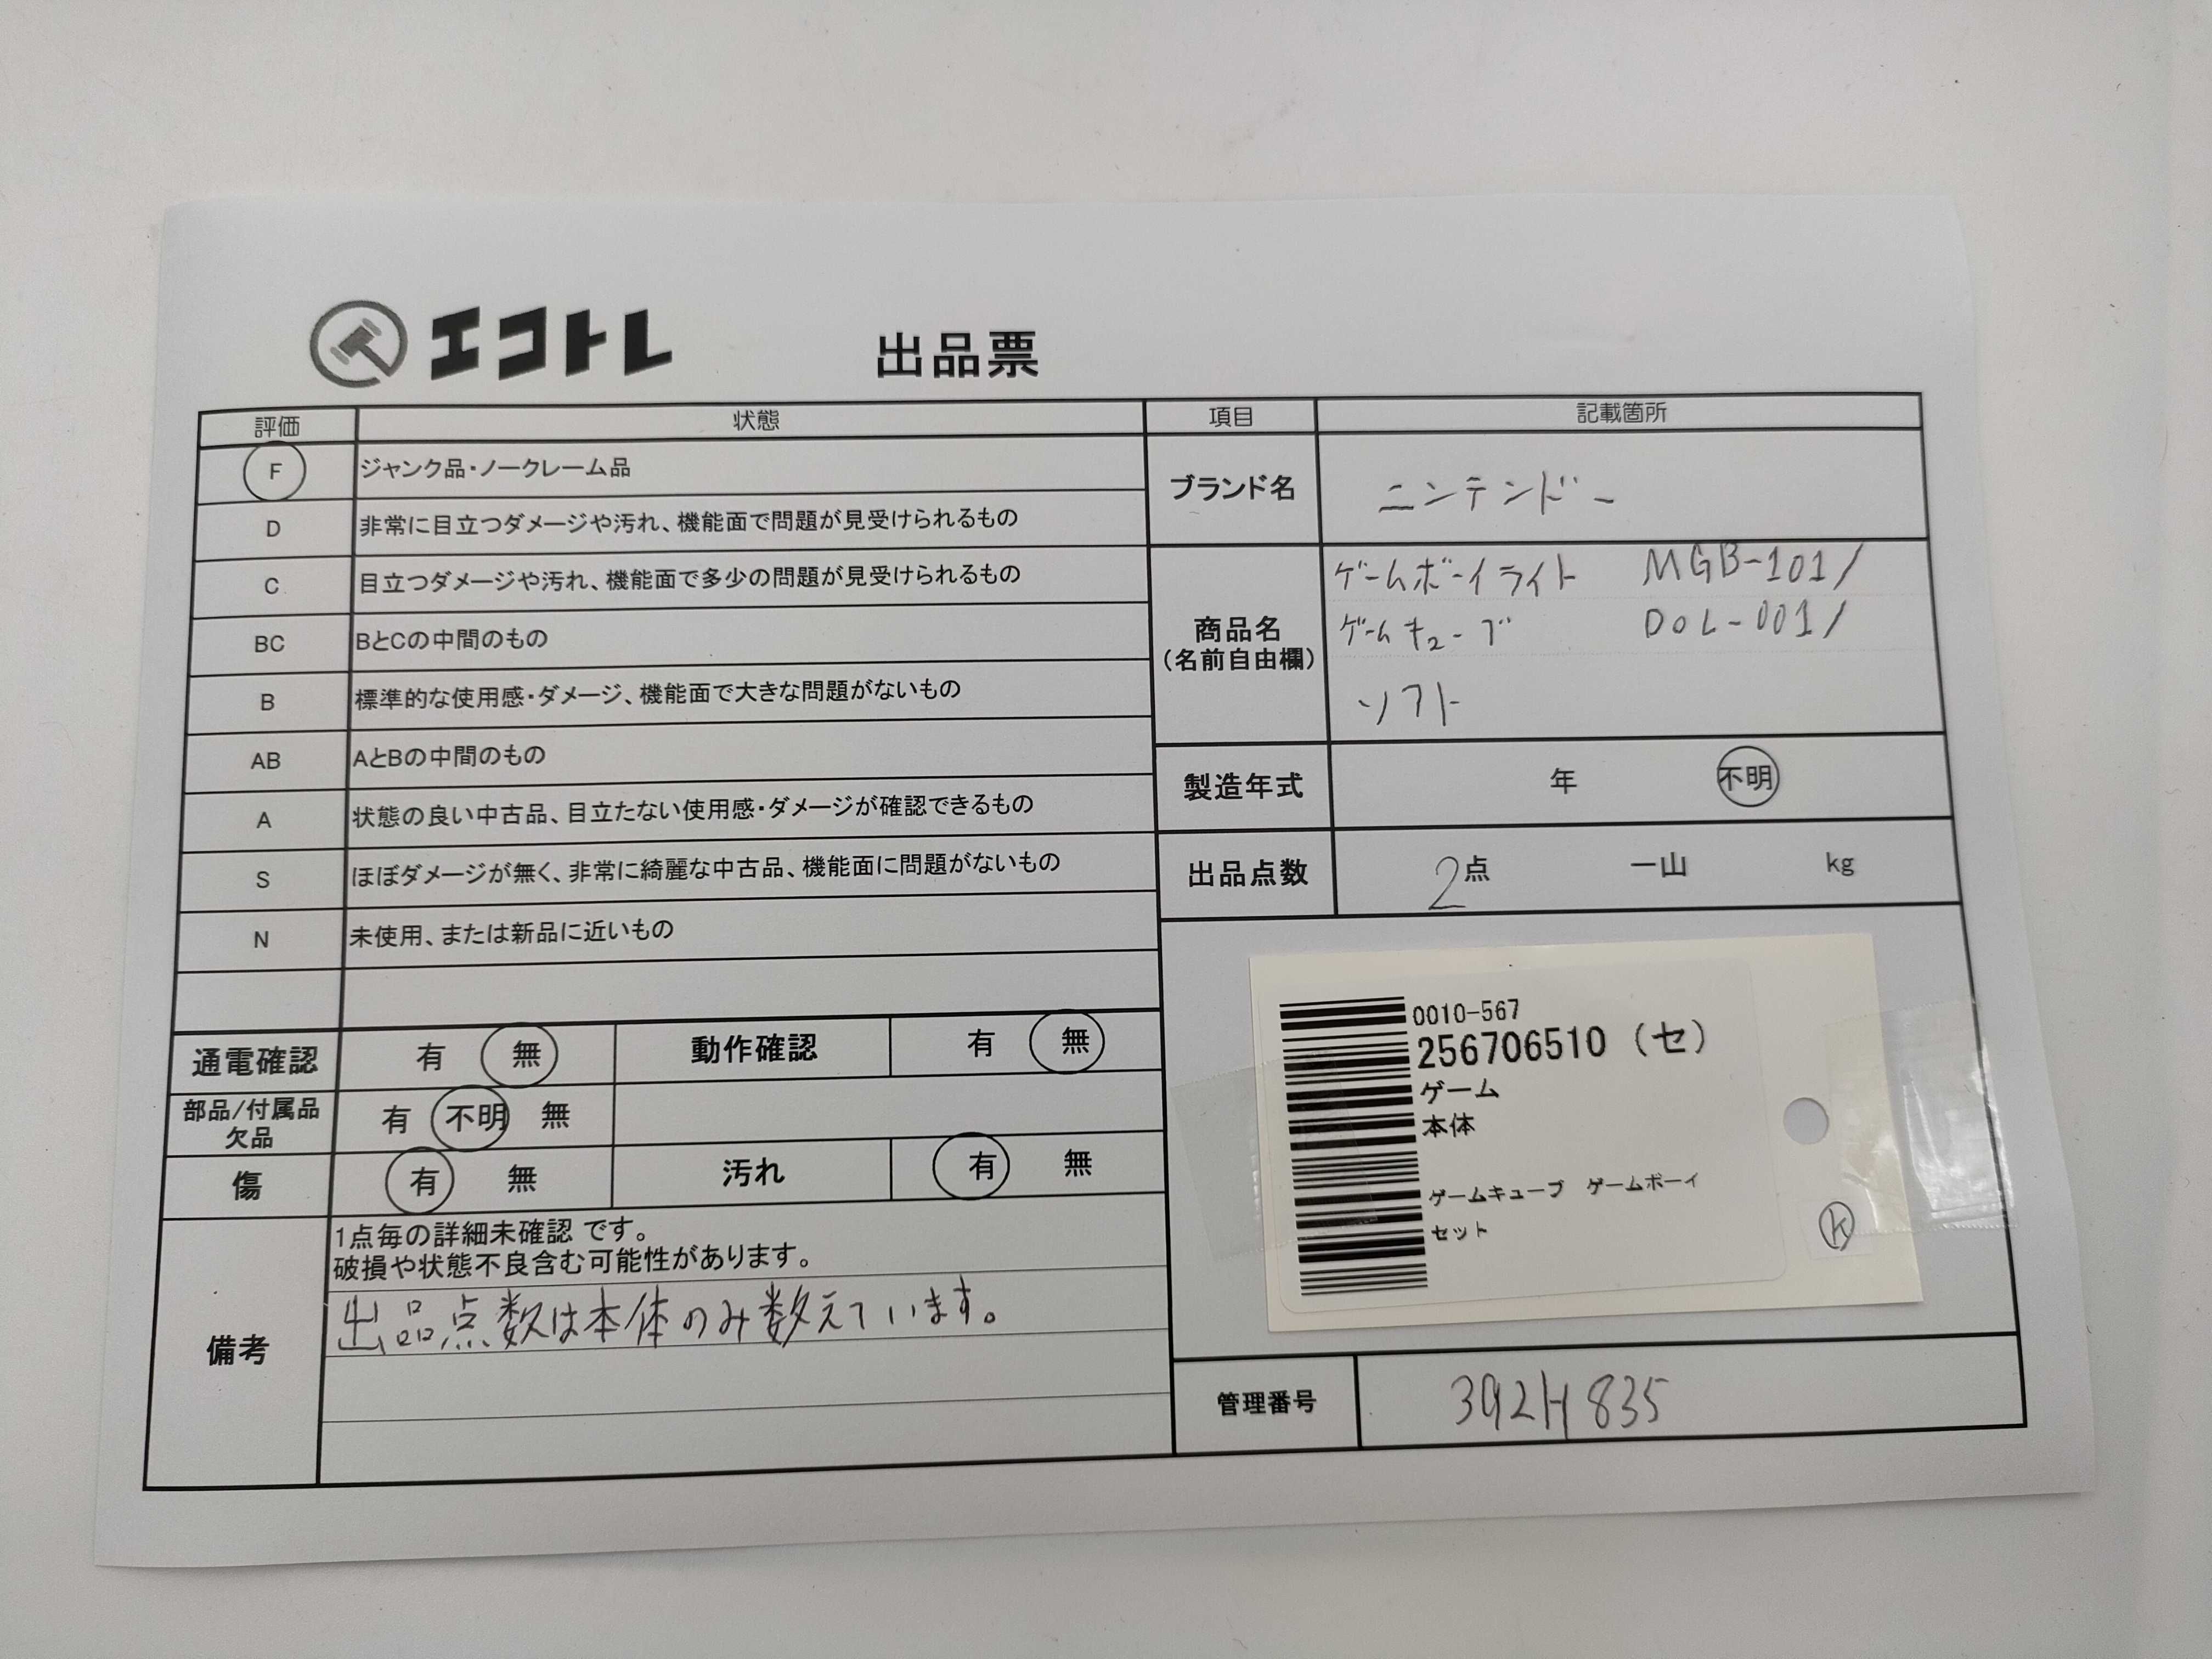 エコトレ
出品票
評価 状態
F ジャンク品・ノークレーム品
D 非常に目立つダメージや汚れ、機能面で問題が見受けられるもの
C 目立つダメージや汚れ、機能面で多少の問題が見受けられるもの
BC BとCの中間のもの
B 標準的な使用感・ダメージ、機能面で大きな問題がないもの
AB AとBの中間のもの
A 状態の良い中古品、目立たない使用感・ダメージが確認できるもの
S ほぼダメージが無く、非常に綺麗な中古品、機能面に問題がないもの
N 未使用、または新品に近いもの
通電確認 有 無 動作確認 有 無
部品/付属品
欠品 有 不明 無
傷 有 無 汚れ 有 無
備考
1点毎の詳細未確認 です。
破損や状態不良含む可能性があります。
出品点数は本体のみ数えています。
項目 記載箇所
ブランド名 ニンテンドー
商品名
(名前自由欄)
ゲームボーイライト MGB-101/
ゲームキューブ DOL-001/
ソフト
製造年式 年 不明
出品点数 2点 一山 kg
0010-567
256706510 (セ)
ゲーム
本体
ゲームキューブ ゲームボーイ
セット
k
管理番号 392H835